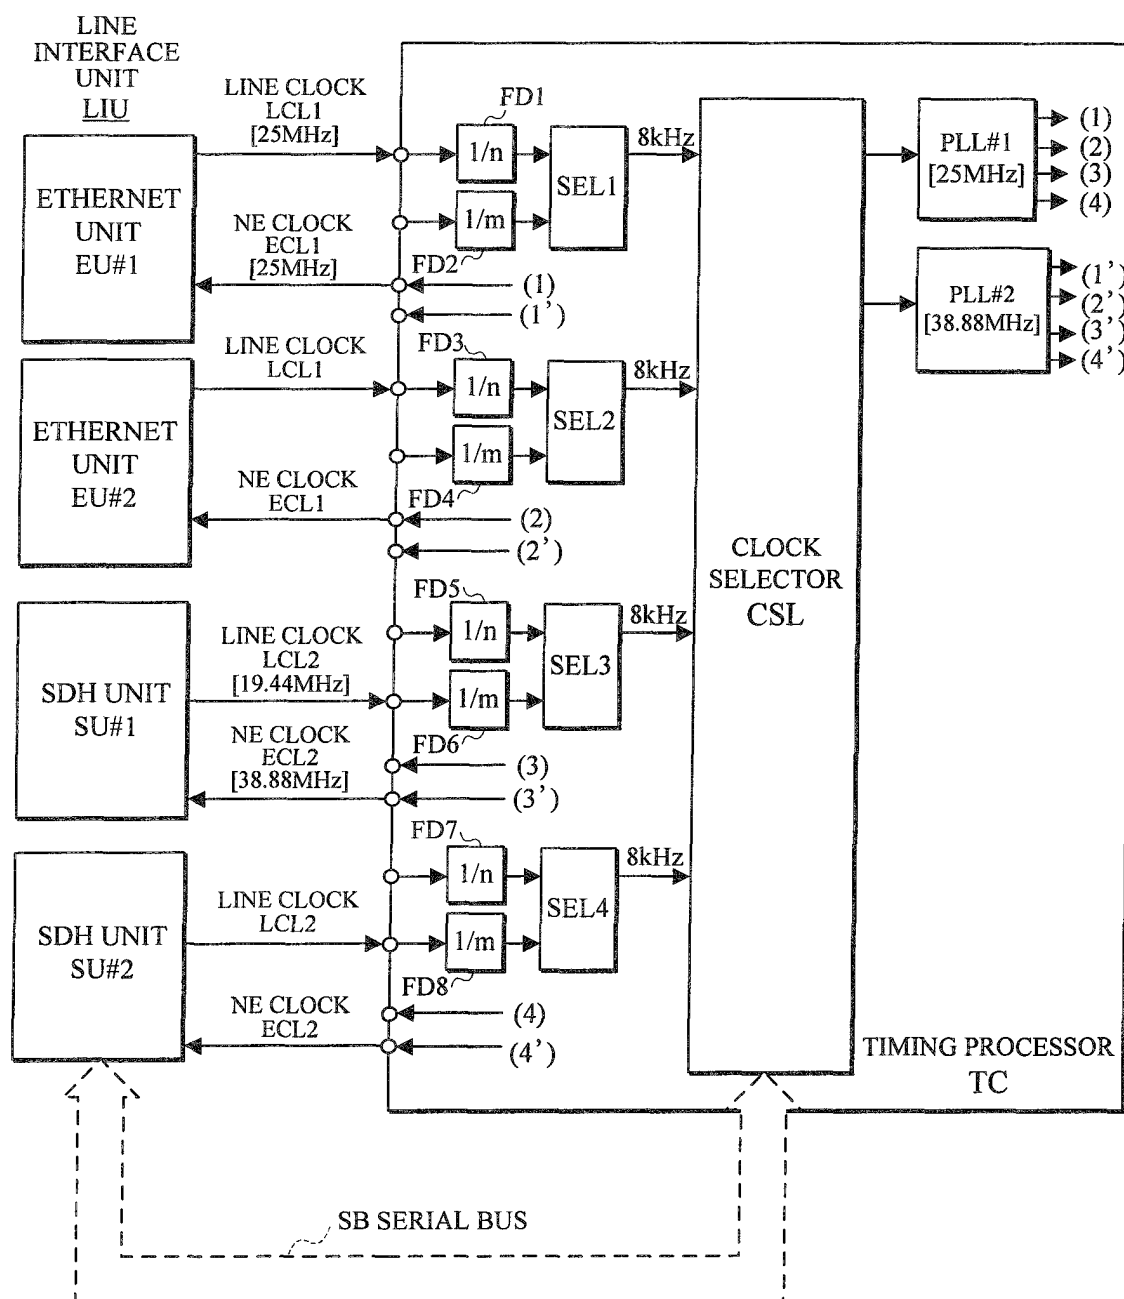 LINE
INTERFACE
UNIT
LIU
LINE CLOCK
LCL1
[25MHz]
ETHERNET
UNIT
EU#1
NE CLOCK
ECL1
[25MHz]
FD1
1/n
1/m
FD2
SEL1
8kHz
(1)
(1’)
PLL#1
[25MHz]
(1)
(2)
(3)
(4)
PLL#2
[38.88MHz]
(1’)
(2’)
(3’)
(4’)
LINE CLOCK
LCL1
ETHERNET
UNIT
EU#2
NE CLOCK
ECL1
FD3
1/n
1/m
FD4
SEL2
8kHz
(2)
(2’)
CLOCK
SELECTOR
CSL
LINE CLOCK
LCL2
[19.44MHz]
SDH UNIT
SU#1
NE CLOCK
ECL2
[38.88MHz]
FD5
1/n
1/m
FD6
SEL3
8kHz
(3)
(3’)
LINE CLOCK
LCL2
SDH UNIT
SU#2
NE CLOCK
ECL2
FD7
1/n
1/m
FD8
SEL4
8kHz
(4)
(4’)
TIMING PROCESSOR
TC
SB SERIAL BUS